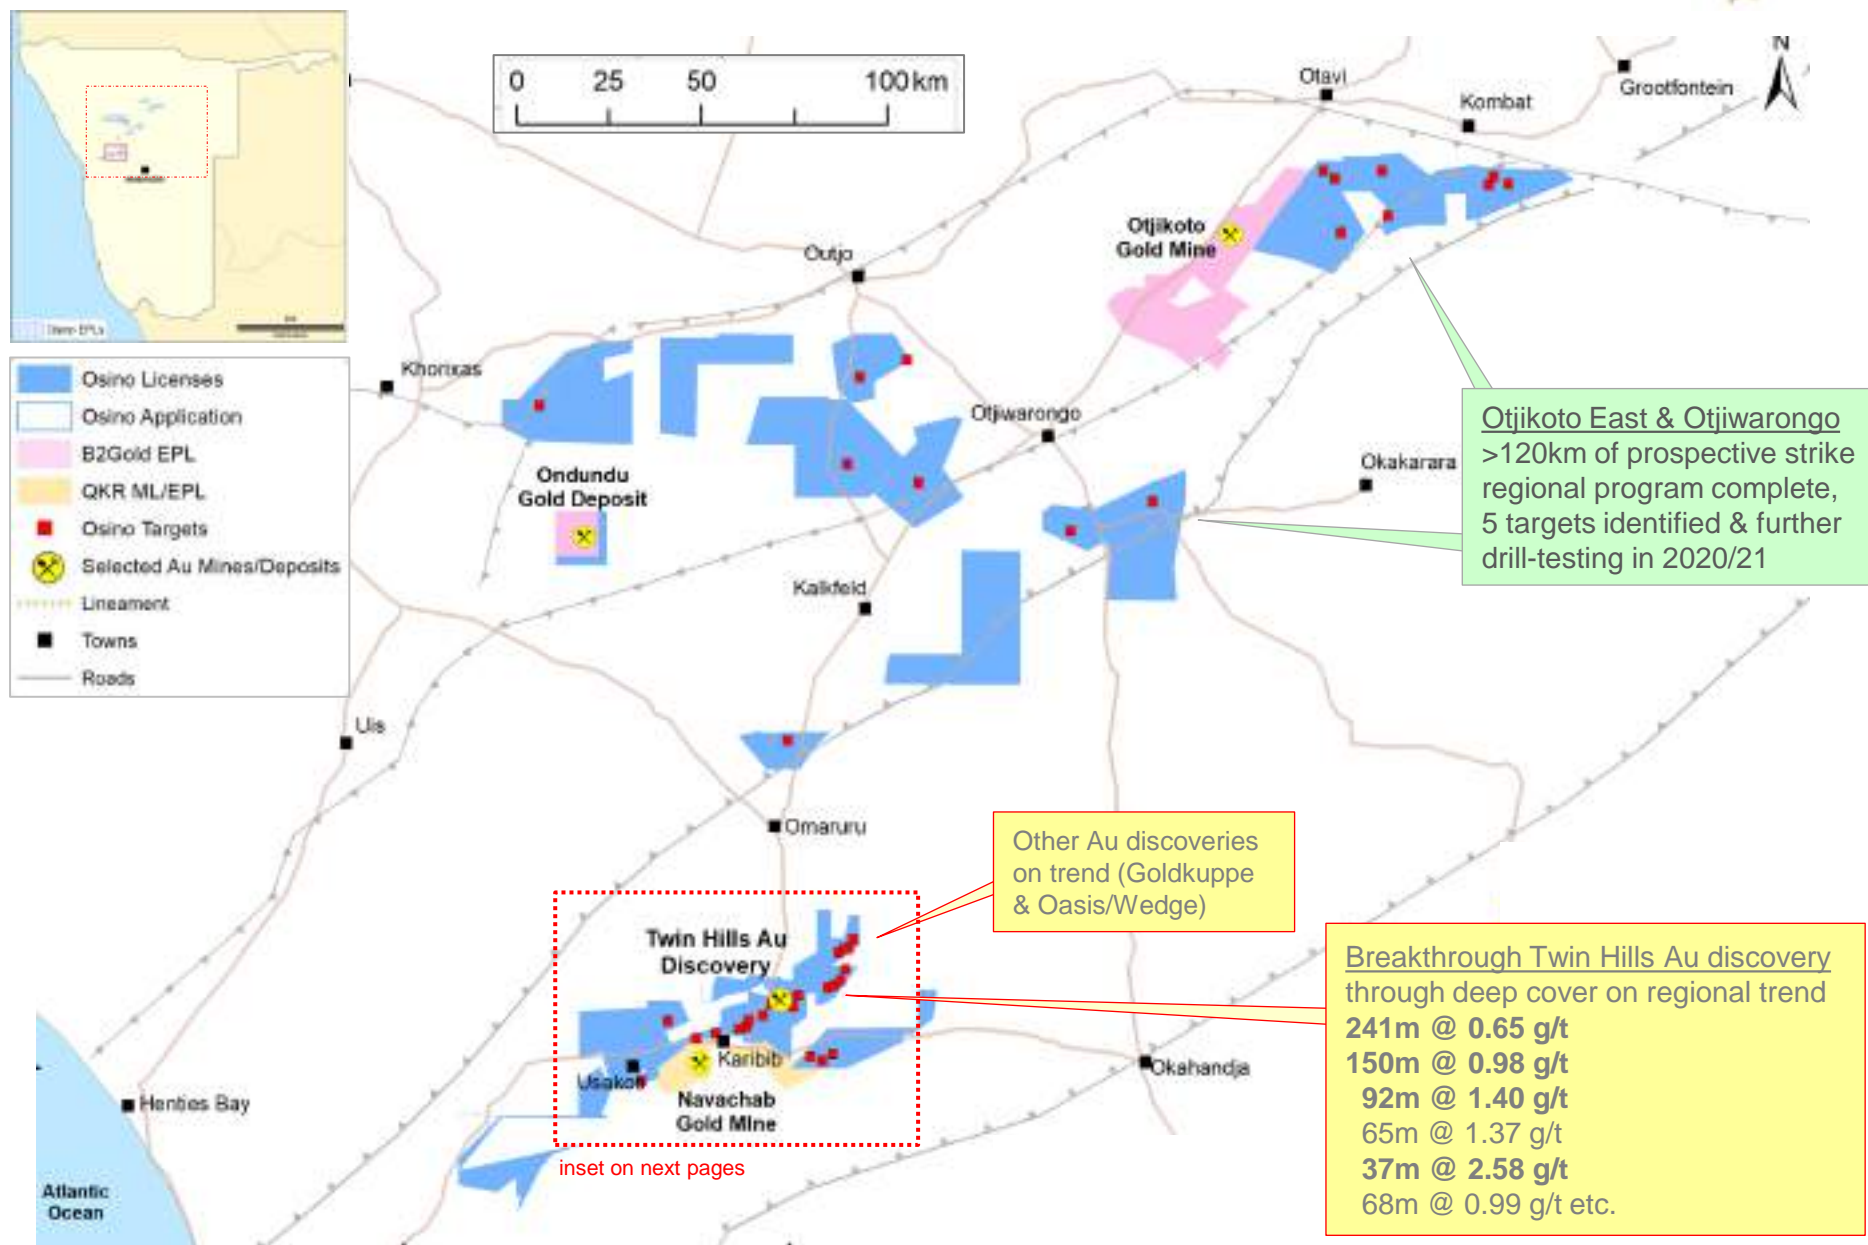 0 25 50 100km
N
Otavi
Grootfontein
Kombat
Otjikoto
Gold Mine
Outjo
Osino EPLs
Khorixas
Osino Licenses
Osino Application
B2Gold EPL
QKR ML/EPL
Osino Targets
Selected Au Mines/Deposits
Lineament
Towns
Roads
Otjiwarongo
Otjikoto East & Otjiwarongo
>120km of prospective strike
regional program complete,
5 targets identified & further
drill-testing in 2020/21
Okakarara
Ondundu
Gold Deposit
Kalkfeld
Uis
Omaruru
Other Au discoveries
on trend (Goldkuppe
& Oasis/Wedge)
Twin Hills Au
Discovery
Breakthrough Twin Hills Au discovery
through deep cover on regional trend
241m @ 0.65 g/t
150m @ 0.98 g/t
92m @ 1.40 g/t
65m @ 1.37 g/t
37m @ 2.58 g/t
68m @ 0.99 g/t etc.
Karibib
Usakos
Okahandja
Navachab
Gold Mine
Henties Bay
inset on next pages
Atlantic
Ocean